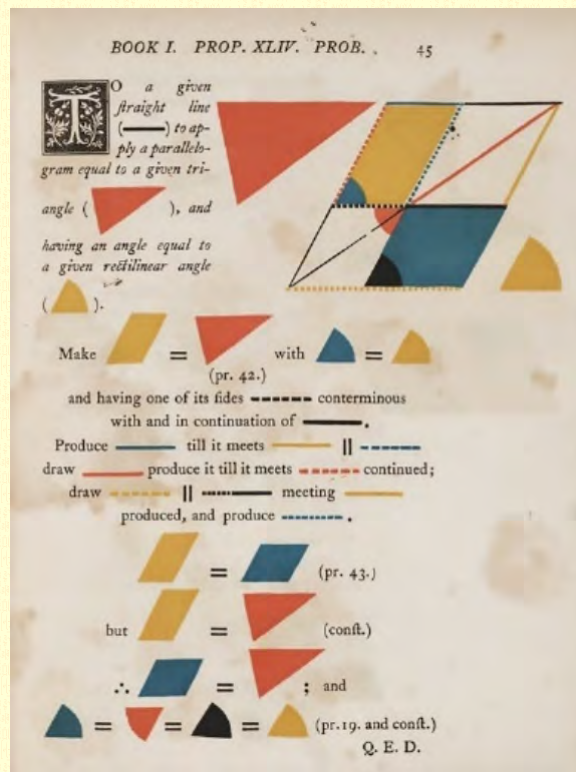 BOOK I. PROP. XLIV. PROB. 45
TO a given
ſtraight line
( ) to ap-
ply a parallelo-
gram equal to a given tri-
angle ( ), and
having an angle equal to
a given rectilinear angle
( ).
Make = with =
(pr. 42.)
and having one of its ſides conterminous
with and in continuation of .
Produce till it meets ||
draw produce it till it meets continued;
draw || meeting
produced, and produce .
= (pr. 43.)
but = (conſt.)
∴ = ; and
= = = (pr.19. and conſt.)
Q. E. D.